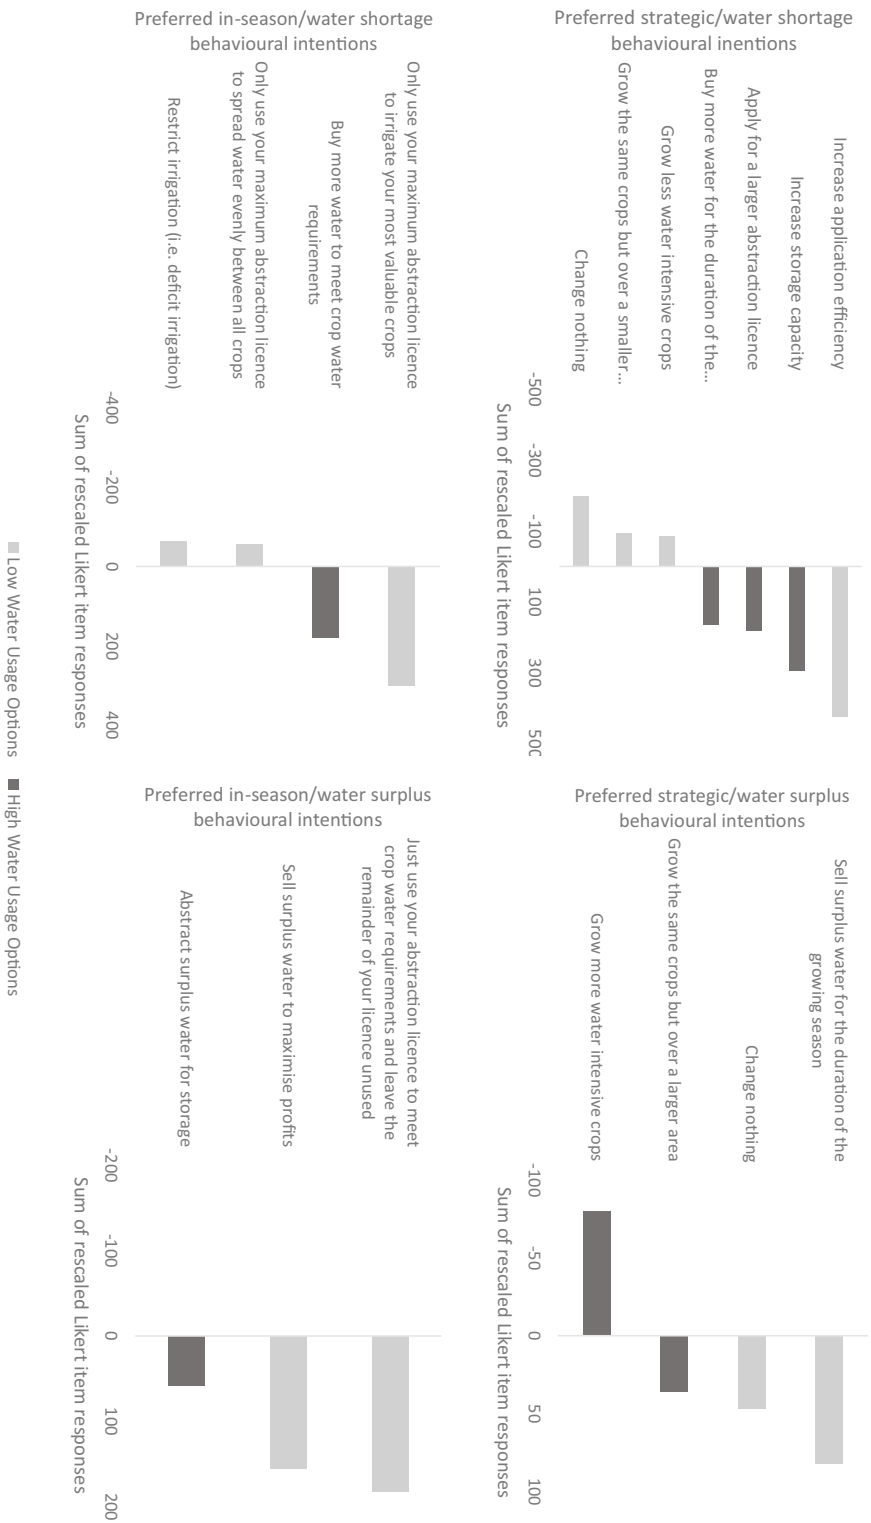 Preferred strategic/water shortage
behavioural inentions
Increase application efficiency
Increase storage capacity
Apply for a larger abstraction licence
Buy more water for the duration of the...
Grow less water intensive crops
Grow the same crops but over a smaller...
Change nothing
-500 -300 -100 100 300 500
Sum of rescaled Likert item responses
Preferred strategic/water surplus
behavioural intentions
Sell surplus water for the duration of the
growing season
Change nothing
Grow the same crops but over a larger area
Grow more water intensive crops
-100 -50 0 50 100
Sum of rescaled Likert item responses
Preferred in-season/water shortage
behavioural intentions
Only use your maximum abstraction licence
to irrigate your most valuable crops
Buy more water to meet crop water
requirements
Only use your maximum abstraction licence
to spread water evenly between all crops
Restrict irrigation (i.e. deficit irrigation)
-400 -200 0 200 400
Sum of rescaled Likert item responses
Preferred in-season/water surplus
behavioural intentions
Just use your abstraction licence to meet
crop water requirements and leave the
remainder of your licence unused
Sell surplus water to maximise profits
Abstract surplus water for storage
-200 -100 0 100 200
Sum of rescaled Likert item responses
Low Water Usage Options High Water Usage Options